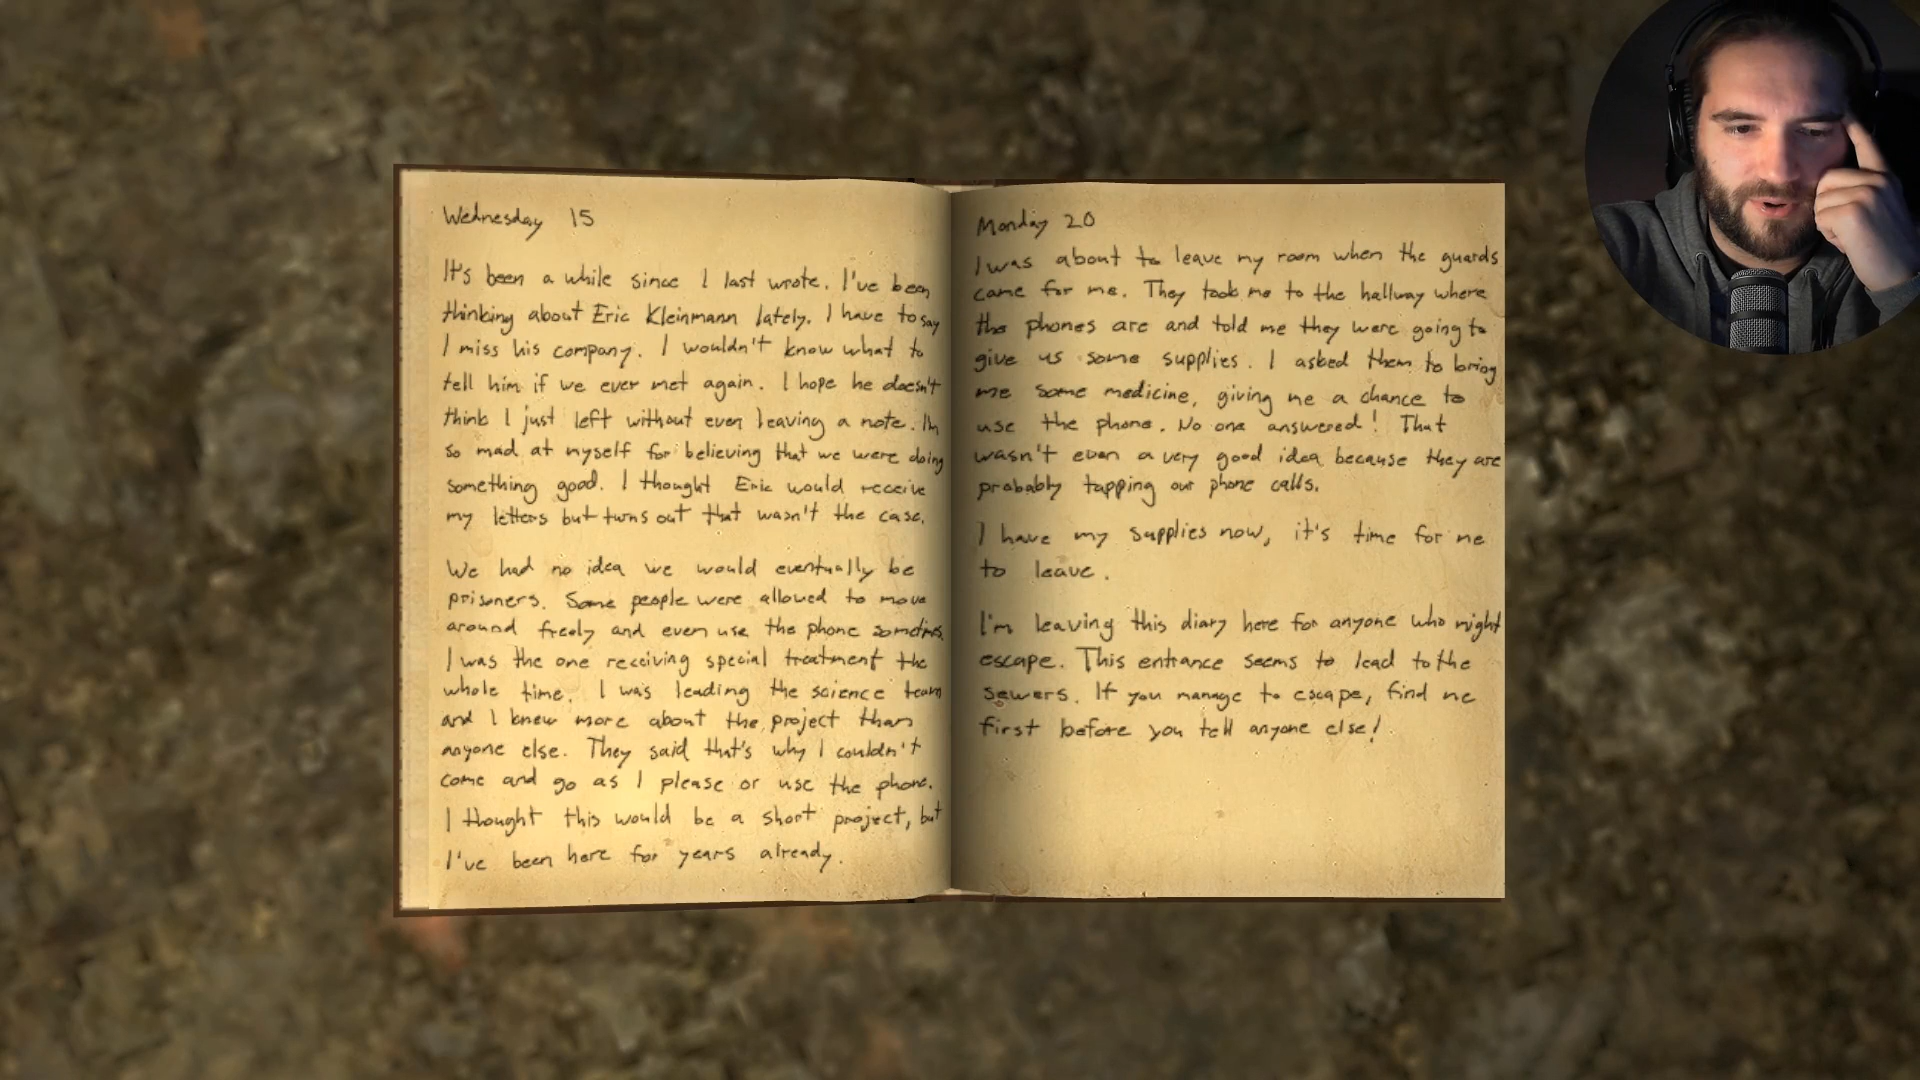 Wednesday 15
It's been a while since I last wrote. I've been
thinking about Eric Kleinmann lately. I have to say
I miss his company. I wouldn't know what to
tell him if we ever met again. I hope he doesn't
think I just left without even leaving a note. I'm
so mad at myself for believing that we were doing
something good. I thought Eric would receive
my letters but turns out that wasn't the case.
We had no idea we would eventually be
prisoners. Some people were allowed to move
around freely and even use the phone sometimes.
I was the one receiving special treatment the
whole time. I was leading the science team
and I knew more about the project than
anyone else. They said that's why I couldn't
come and go as I please or use the phone.
I thought this would be a short project, but
I've been here for years already.
Monday 20
I was about to leave my room when the guards
came for me. They took me to the hallway where
the phones are and told me they were going to
give us some supplies. I asked them to bring
me some medicine, giving me a chance to
use the phone. No one answered! That
wasn't even a very good idea because they are
probably tapping our phone calls.
I have my supplies now, it's time for me
to leave.
I'm leaving this diary here for anyone who might
escape. This entrance seems to lead to the
sewers. If you manage to escape, find me
first before you tell anyone else!